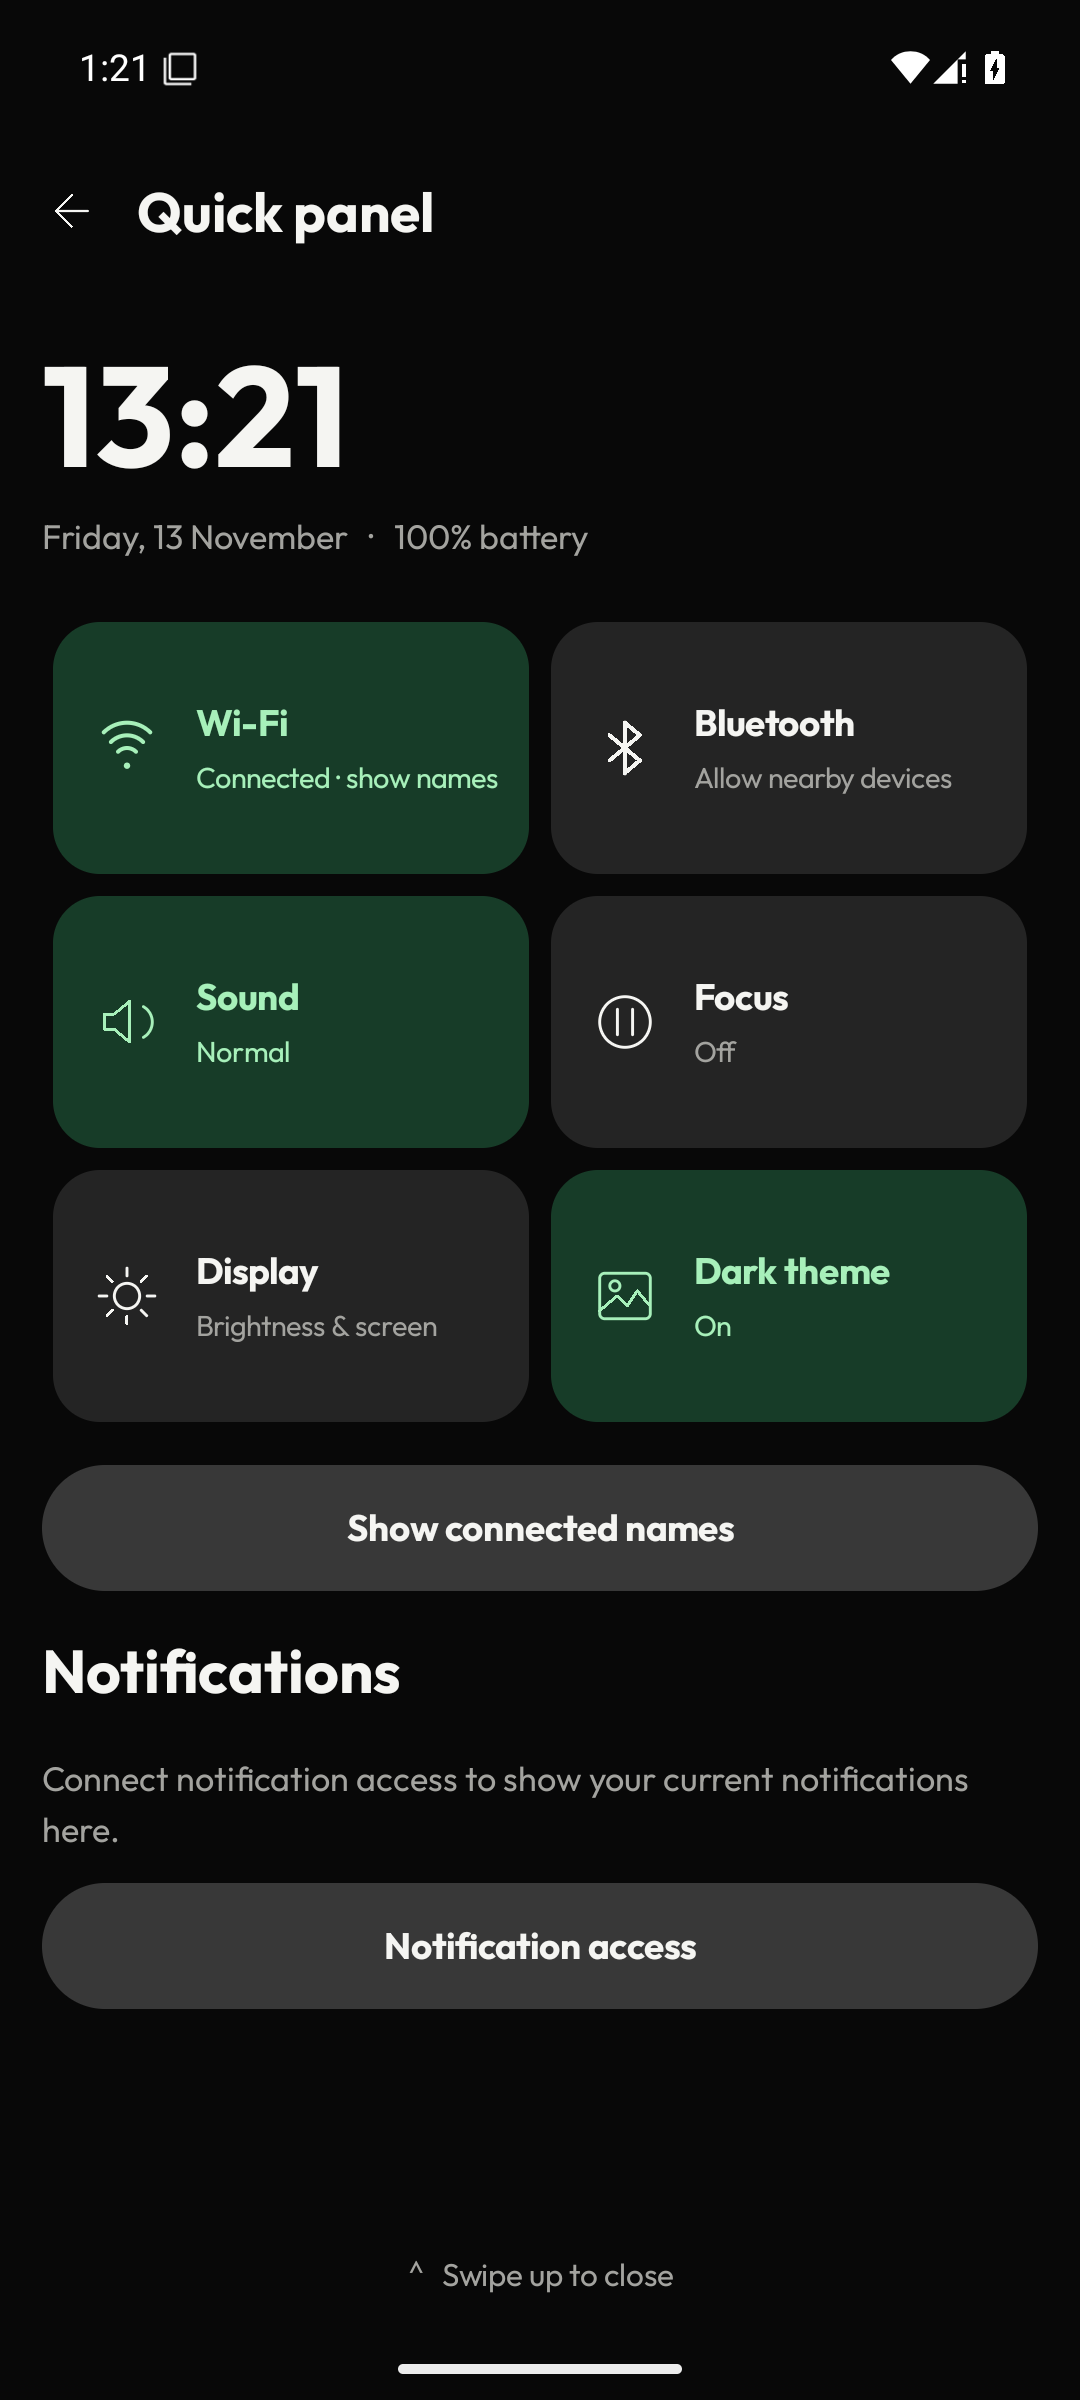 1:21
Quick panel
13:21
Friday, 13 November · 100% battery
Wi-Fi
Connected · show names
Bluetooth
Allow nearby devices
Sound
Normal
Focus
Off
Display
Brightness & screen
Dark theme
On
Show connected names
Notifications
Connect notification access to show your current notifications
here.
Notification access
^ Swipe up to close